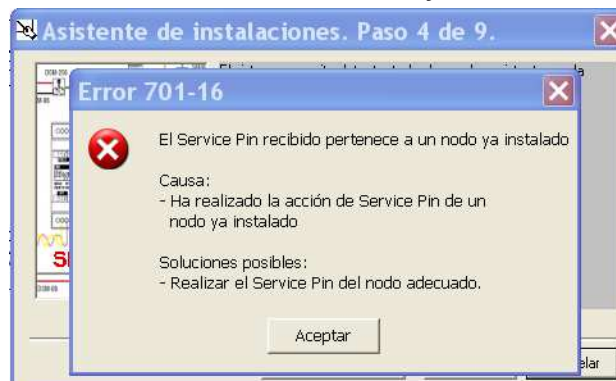 Asistente de instalaciones. Paso 4 de 9.
Error 701-16
El Service Pin recibido pertenece a un nodo ya instalado
Causa:
- Ha realizado la acción de Service Pin de un
nodo ya instalado
Soluciones posibles:
- Realizar el Service Pin del nodo adecuado.
Aceptar